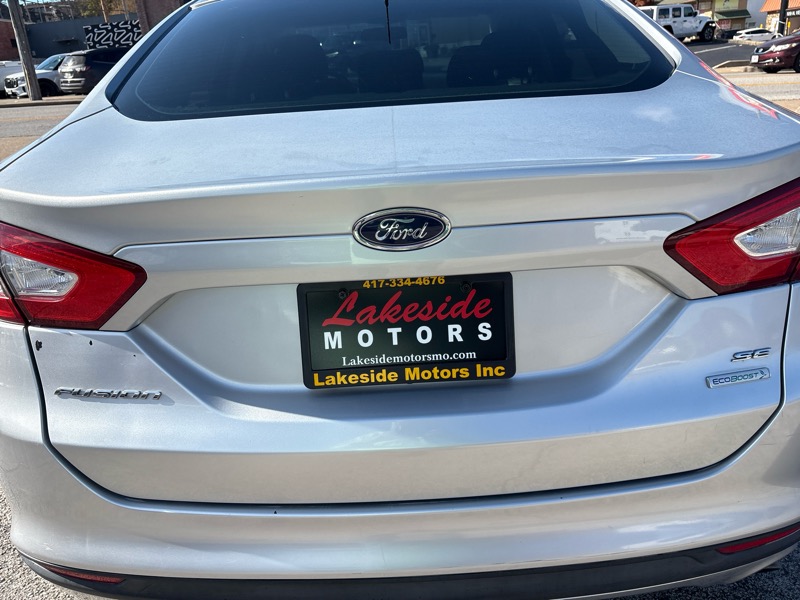 Ford
417-334-4676
Lakeside
MOTORS
Lakesidemotorsmo.com
Lakeside Motors Inc
SE
FUSION
ECOBOOST